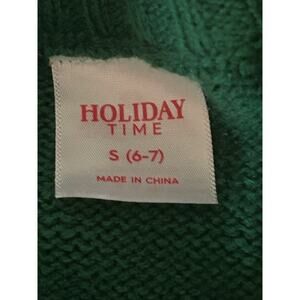 HOLIDAY
TIME
S (6-7)
MADE IN CHINA